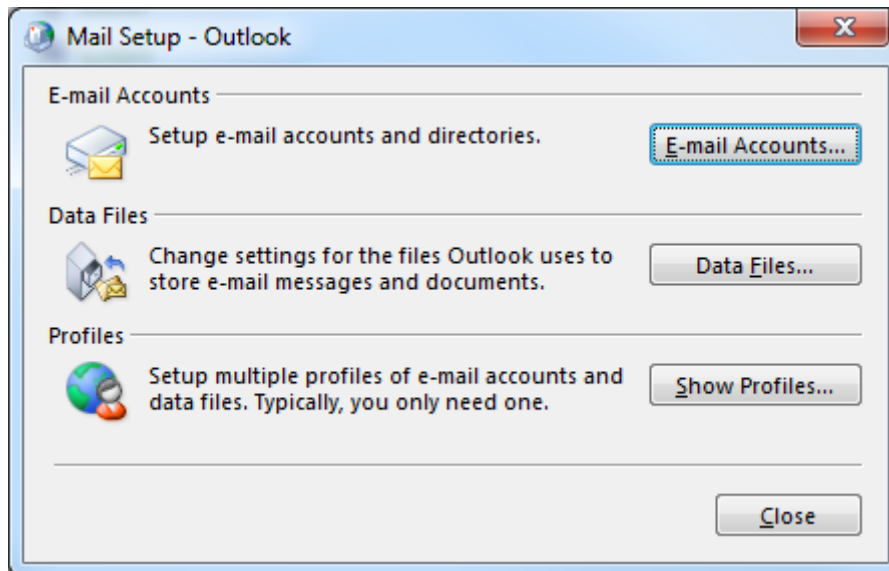 Mail Setup - Outlook
E-mail Accounts
Setup e-mail accounts and directories.
E-mail Accounts...
Data Files
Change settings for the files Outlook uses to
store e-mail messages and documents.
Data Files...
Profiles
Setup multiple profiles of e-mail accounts and
data files. Typically, you only need one.
Show Profiles...
Close